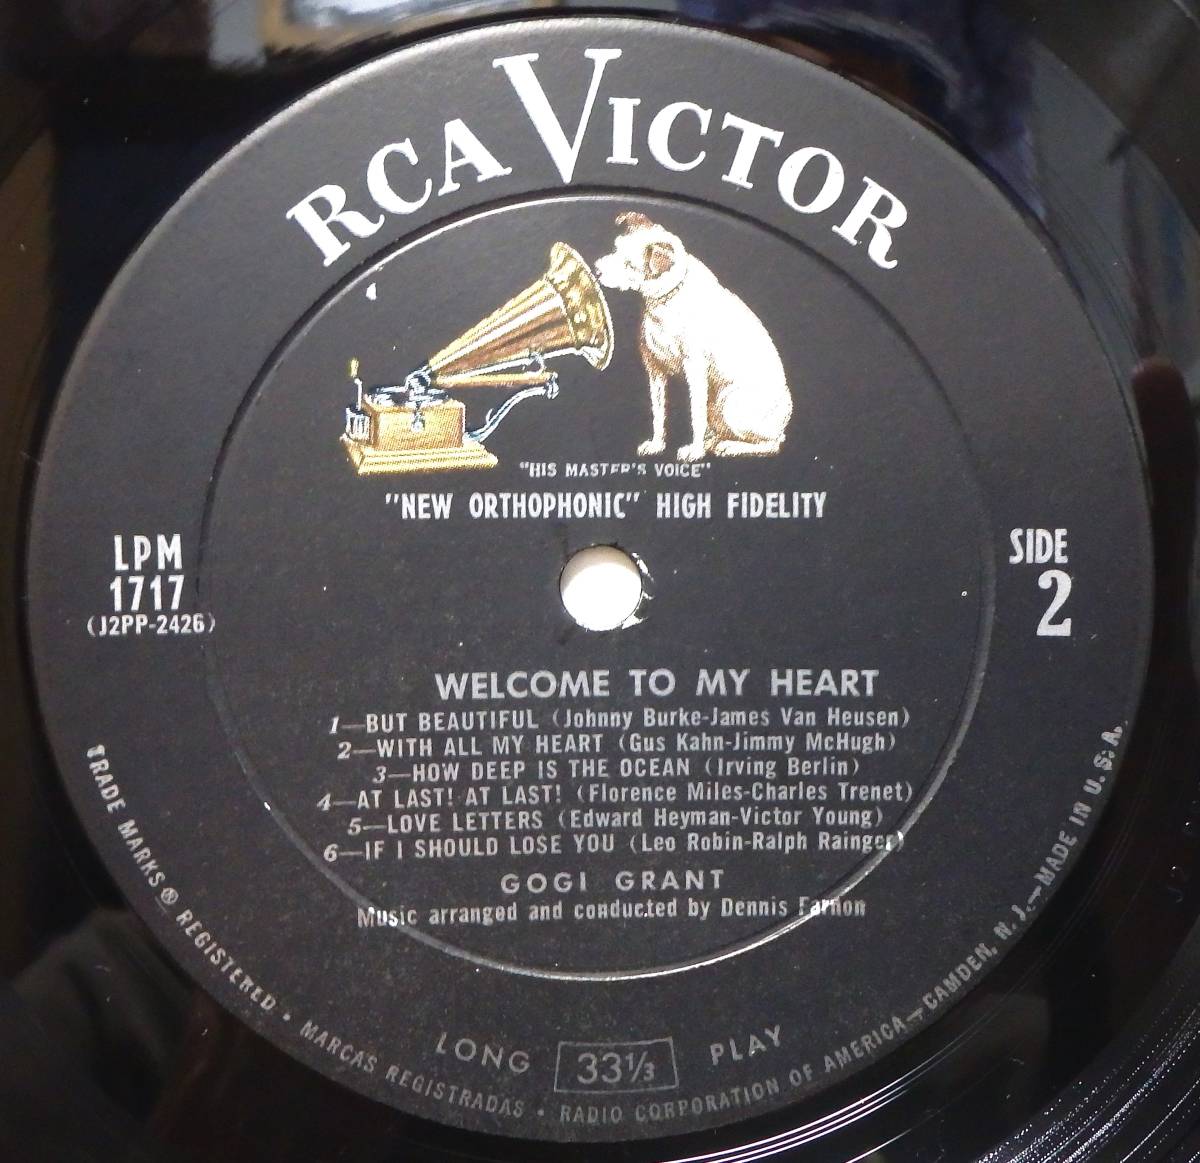 RCA VICTOR
"HIS MASTER'S VOICE"
"NEW ORTHOPHONIC" HIGH FIDELITY
LPM
1717
(J2PP-2426)
SIDE
2
WELCOME TO MY HEART
1—BUT BEAUTIFUL (Johnny Burke-James Van Heusen)
2—WITH ALL MY HEART (Gus Kahn-Jimmy McHugh)
3—HOW DEEP IS THE OCEAN (Irving Berlin)
4—AT LAST! AT LAST! (Florence Miles-Charles Trenet)
5—LOVE LETTERS (Edward Heyman-Victor Young)
6—IF I SHOULD LOSE YOU (Leo Robin-Ralph Rainger)
GOGI GRANT
Music arranged and conducted by Dennis Farnon
LONG 33⅓ PLAY
TRADE MARKS ® REGISTERED • MARCAS REGISTRADAS • RADIO CORPORATION OF AMERICA—CAMDEN, N. J.—MADE IN U. S. A.